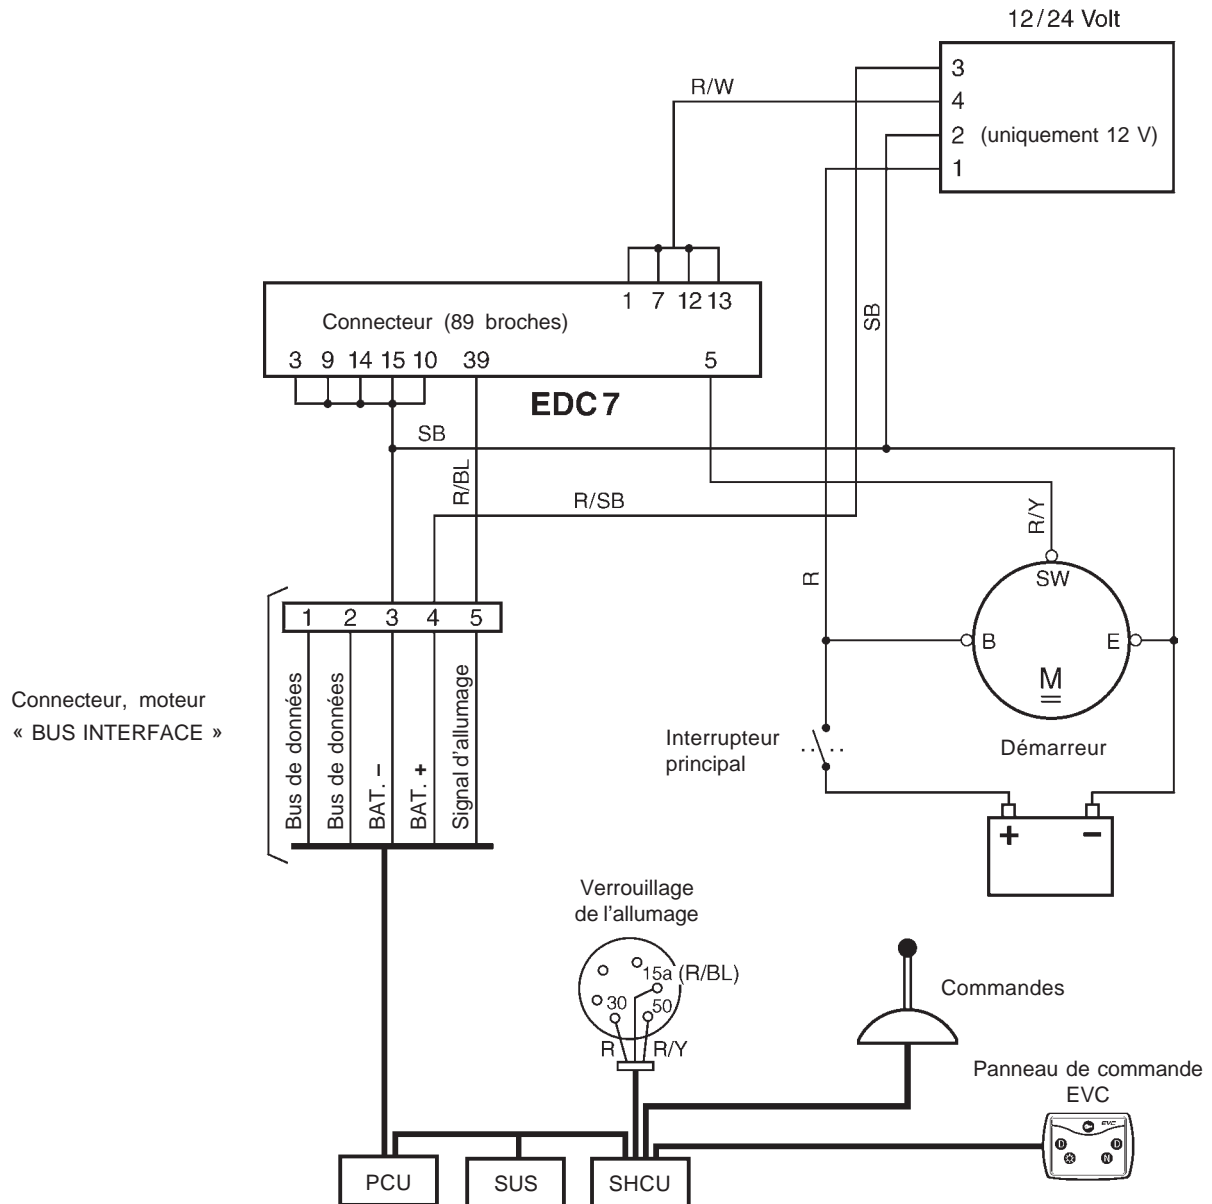 12/24 Volt
3
4
2 (uniquement 12 V)
1
R/W
1 7 12 13
Connecteur (89 broches)
3 9 14 15 10 39 5
EDC7
SB
SB
R/BL
R/SB
R/Y
R
SW
B
E
M
Démarreur
1 2 3 4 5
Bus de données
Bus de données
BAT. −
BAT. +
Signal d'allumage
Connecteur, moteur
« BUS INTERFACE »
Interrupteur
principal
+ −
Verrouillage
de l'allumage
15a (R/BL)
30
50
R
R/Y
Commandes
Panneau de commande
EVC
EVC
D D
N
PCU
SUS
SHCU